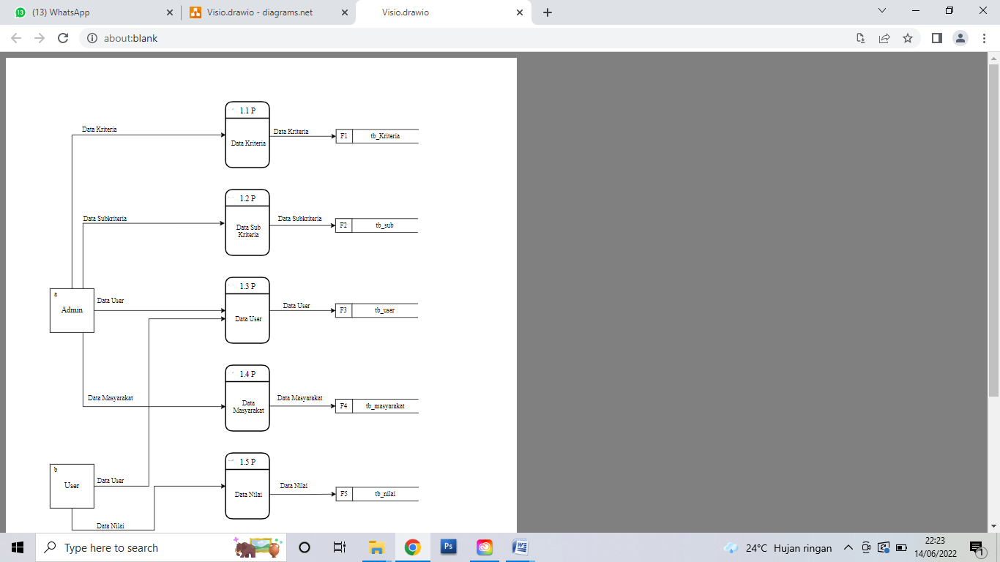 (13) WhatsApp
Visio.drawio - diagrams.net
Visio.drawio
about:blank
1.1 P
Data Kriteria
Data Kriteria
Data Kriteria
F1
tb_Kriteria
1.2 P
Data Subkriteria
Data Subkriteria
Data Sub
Kriteria
F2
tb_sub
1.3 P
a
Admin
Data User
Data User
Data User
F3
tb_user
1.4 P
Data Masyarakat
Data Masyarakat
Data
Masyarakat
F4
tb_masyarakat
1.5 P
b
User
Data User
Data Nilai
Data Nilai
F5
tb_nilai
Data Nilai
Type here to search
Ps
24°C Hujan ringan
22:23
14/06/2022
1